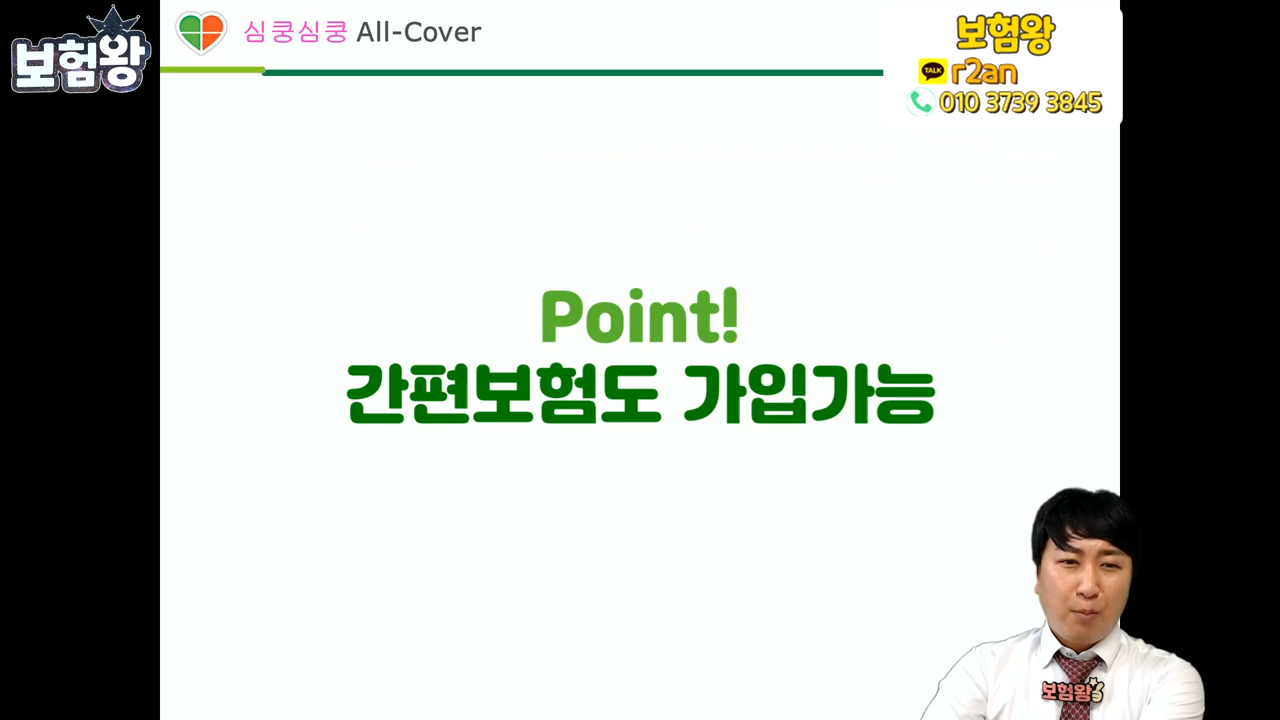 보험왕
심쿵심쿵 All-Cover
보험왕
TALK r2an
010 3739 3845
Point!
간편보험도 가입가능
보험왕